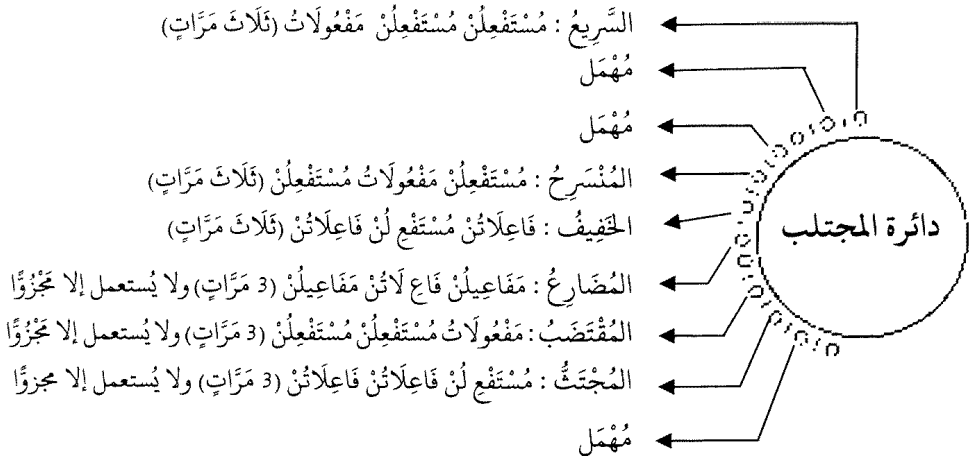 السَّرِيعُ : مُسْتَفْعِلُنْ مُسْتَفْعِلُنْ مَفْعُولَاتُ (ثَلَاثَ مَرَّاتٍ)
مُهْمَل
مُهْمَل
المُنْسَرِحُ : مُسْتَفْعِلُنْ مَفْعُولَاتُ مُسْتَفْعِلُنْ (ثَلَاثَ مَرَّاتٍ)
دائرة المجتلب
الخَفِيفُ : فَاعِلَاتُنْ مُسْتَفْعِ لُنْ فَاعِلَاتُنْ (ثَلَاثَ مَرَّاتٍ)
المُضَارِعُ : مَفَاعِيلُنْ فَاعِ لَاتُنْ مَفَاعِيلُنْ (3 مَرَّاتٍ) ولا يُستعمل إلا مَجْزُوًّا
المُقْتَضَبُ : مَفْعُولَاتُ مُسْتَفْعِلُنْ مُسْتَفْعِلُنْ (3 مَرَّاتٍ) ولا يُستعمل إلا مَجْزُوًّا
المُجْتَثُّ : مُسْتَفْعِ لُنْ فَاعِلَاتُنْ فَاعِلَاتُنْ (3 مَرَّاتٍ) ولا يُستعمل إلا مجزوًّا
مُهْمَل